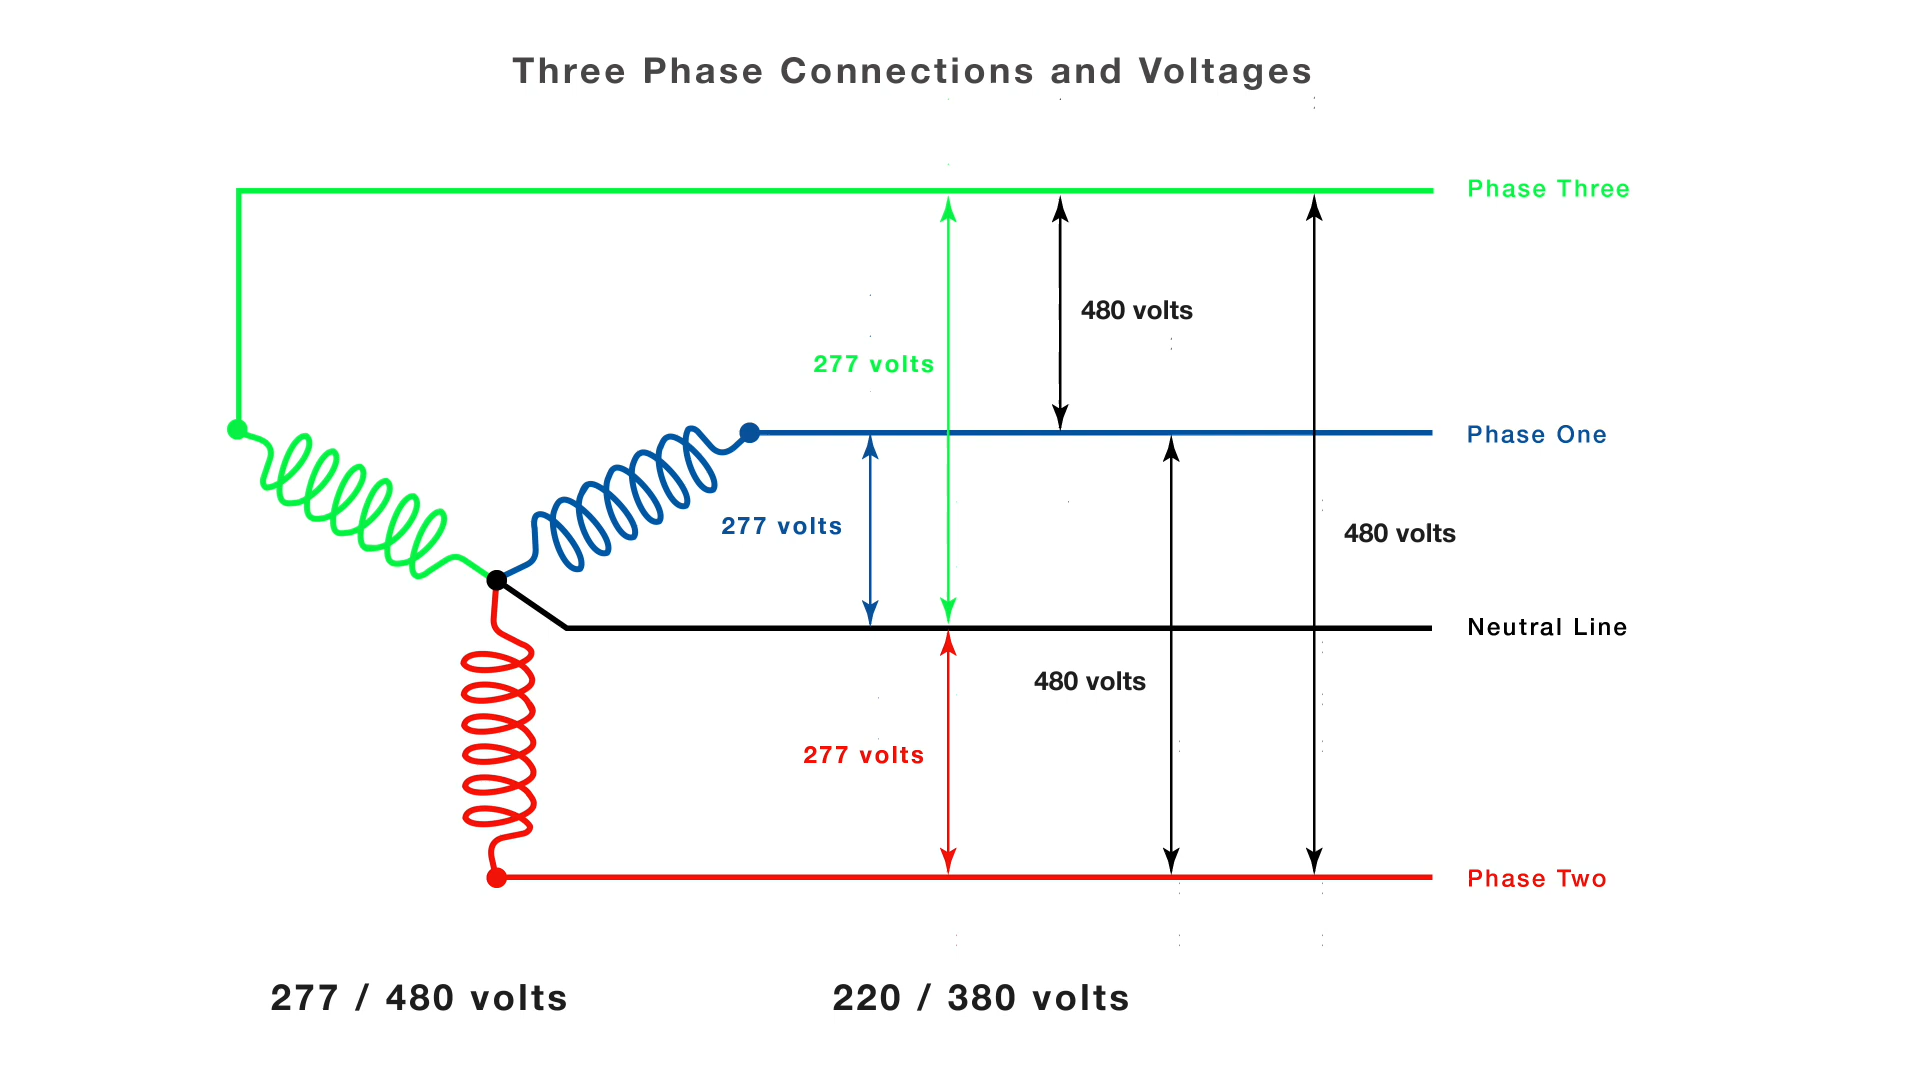 Three Phase Connections and Voltages
Phase Three
480 volts
277 volts
Phase One
277 volts
480 volts
Neutral Line
480 volts
277 volts
Phase Two
277 / 480 volts
220 / 380 volts